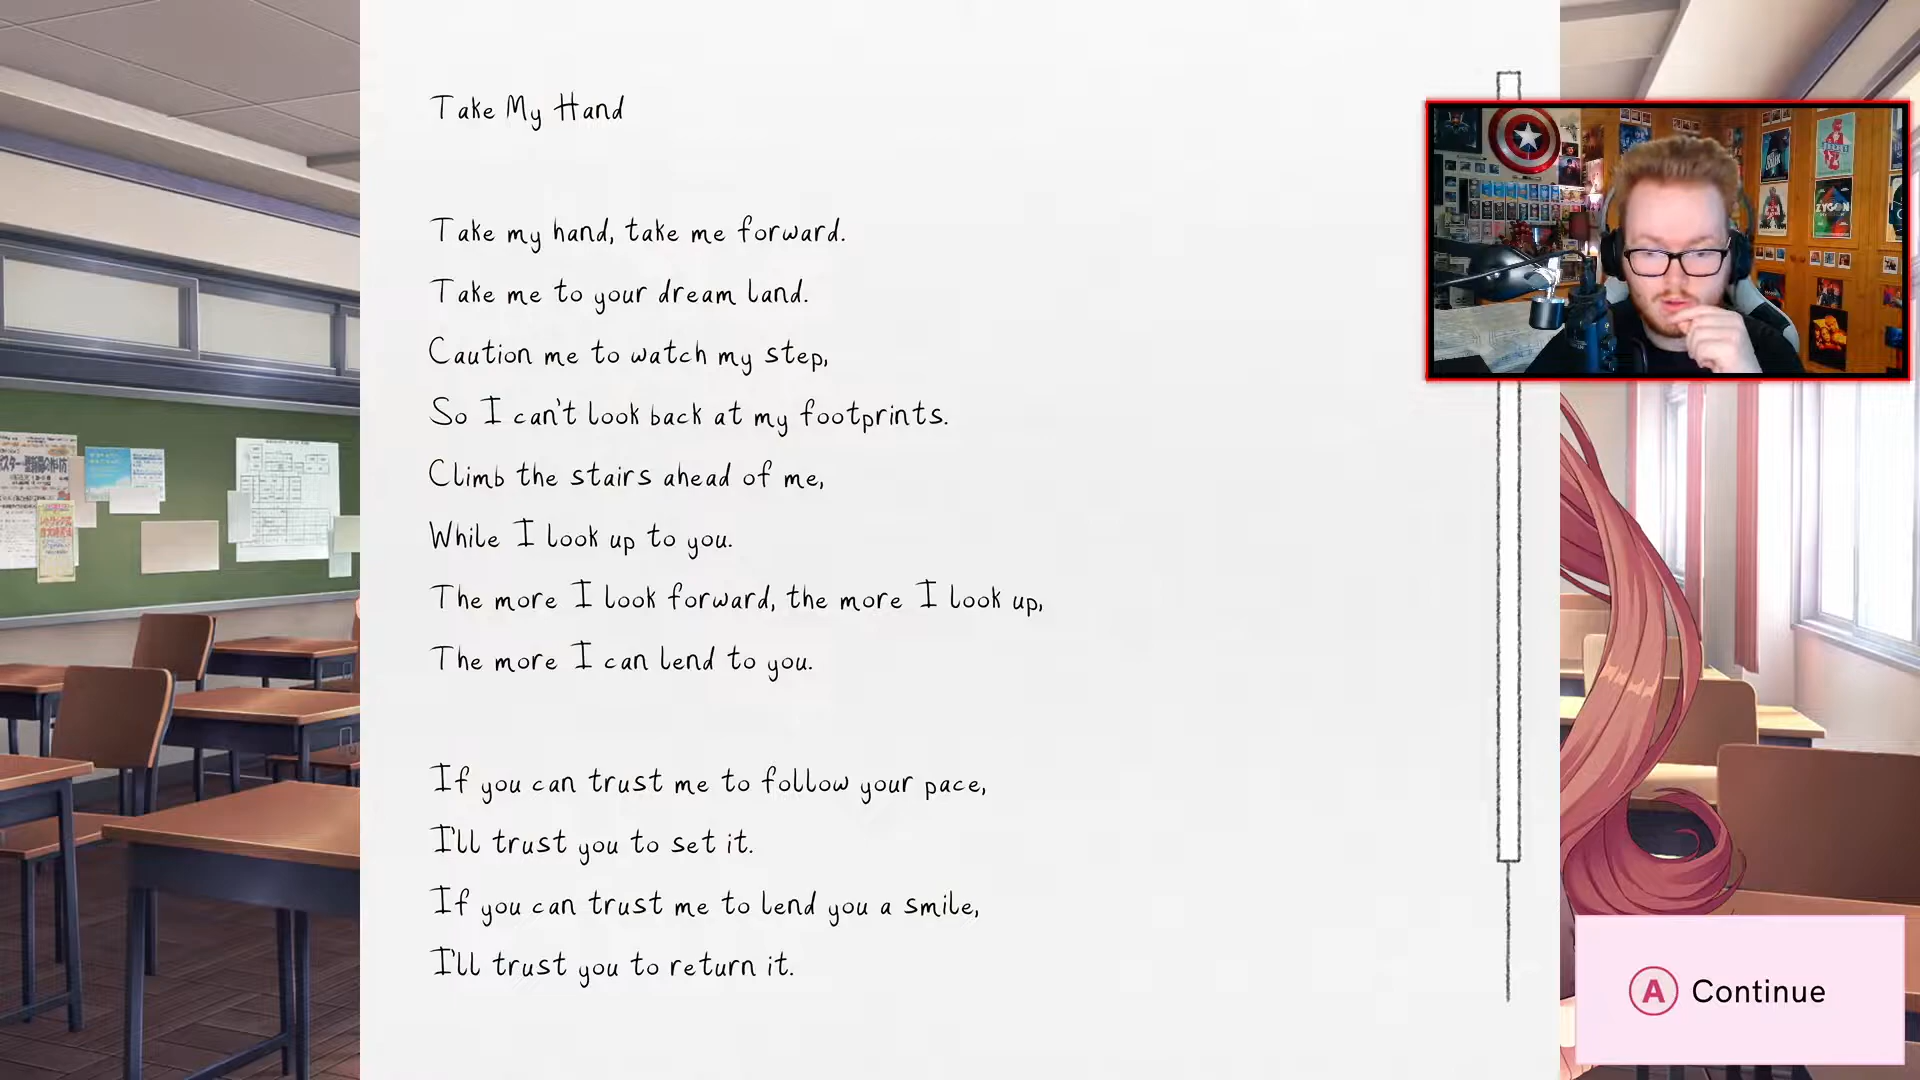 Take My Hand
Take my hand, take me forward.
Take me to your dream land.
Caution me to watch my step,
So I can't look back at my footprints.
Climb the stairs ahead of me,
While I look up to you.
The more I look forward, the more I look up,
The more I can lend to you.
If you can trust me to follow your pace,
I'll trust you to set it.
If you can trust me to lend you a smile,
I'll trust you to return it.
ZYGON
A Continue